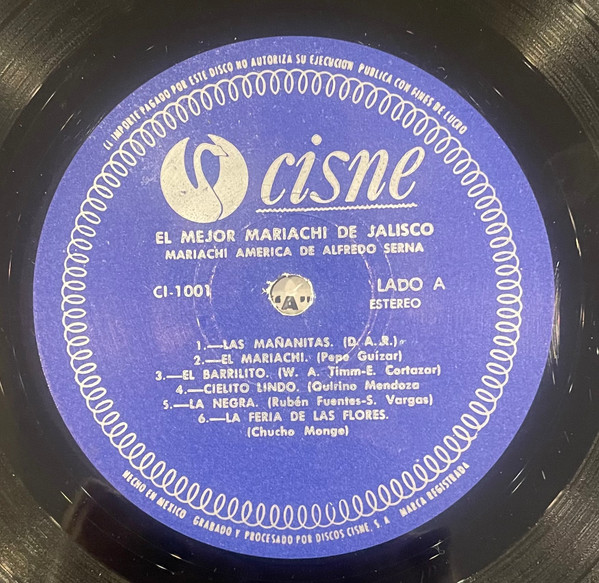 EL IMPORTE PAGADO POR ESTE DISCO NO AUTORIZA SU EJECUCION PUBLICA CON FINES DE LUCRO
cisne
EL MEJOR MARIACHI DE JALISCO
MARIACHI AMERICA DE ALFREDO SERNA
CI-1001 "A" LADO A
ESTEREO
1.—LAS MAÑANITAS. (D. A. R.)
2.—EL MARIACHI. (Pepe Guízar)
3.—EL BARRILITO. (W. A. Timm-E. Cortazar)
4.—CIELITO LINDO. (Quirino Mendoza
5.—LA NEGRA. (Rubén Fuentes-S. Vargas)
6.—LA FERIA DE LAS FLORES.
(Chucho Monge)
HECHO EN MEXICO GRABADO Y PROCESADO POR DISCOS CISNE, S. A MARCA REGISTRADA